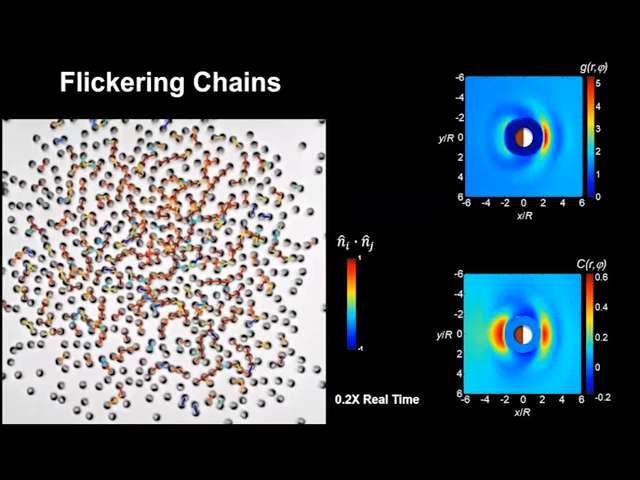 Flickering Chains
g(r,φ)
-6
-4
-2
0
2
4
6
y/R
-6 -4 -2 0 2 4 6
x/R
5
4
3
2
1
0
n̂i · n̂j
1
-1
C(r,φ)
-6
-4
-2
0
2
4
6
y/R
-6 -4 -2 0 2 4 6
x/R
0.6
0.4
0.2
0
-0.2
0.2X Real Time